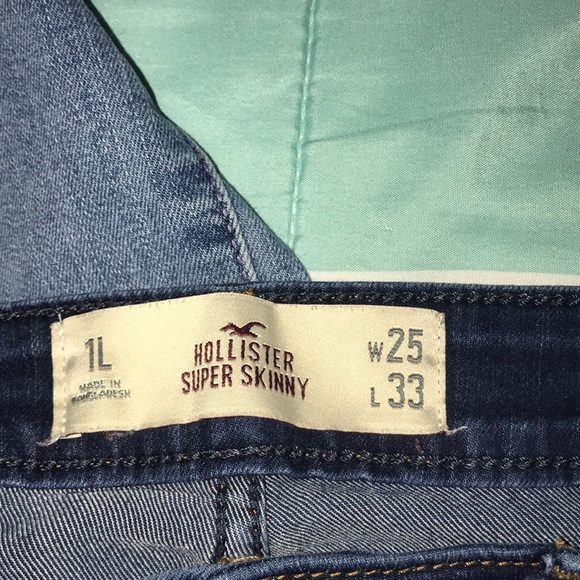 1L
MADE IN
BANGLADESH
HOLLISTER
SUPER SKINNY
W25
L33